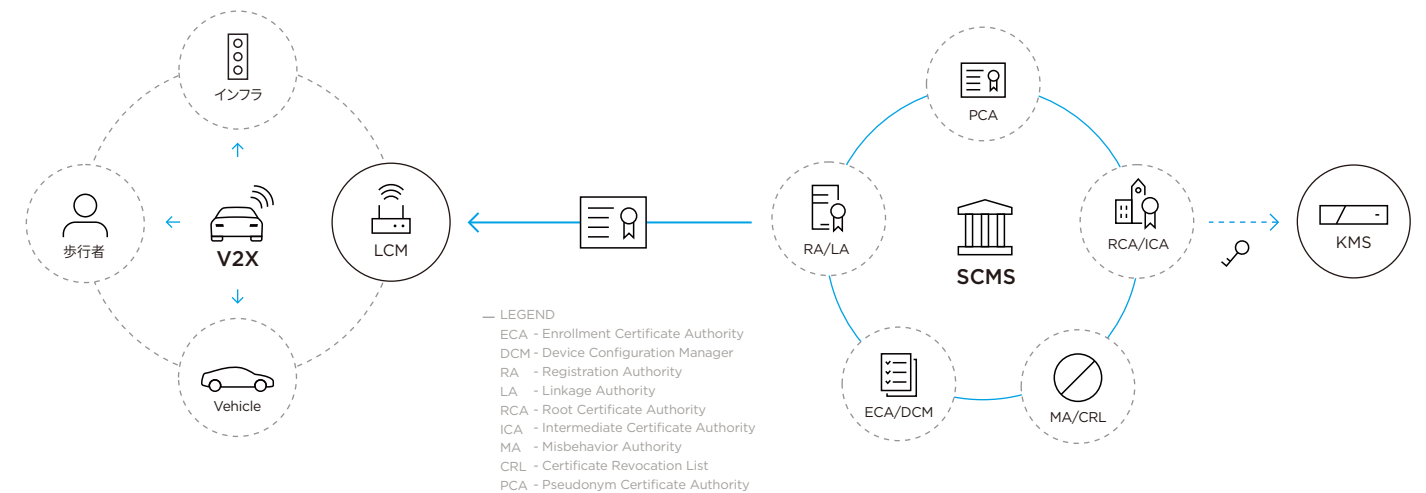 インフラ
歩行者
V2X
LCM
Vehicle
PCA
RA/LA
SCMS
RCA/ICA
KMS
ECA/DCM
MA/CRL
— LEGEND
ECA - Enrollment Certificate Authority
DCM - Device Configuration Manager
RA - Registration Authority
LA - Linkage Authority
RCA - Root Certificate Authority
ICA - Intermediate Certificate Authority
MA - Misbehavior Authority
CRL - Certificate Revocation List
PCA - Pseudonym Certificate Authority